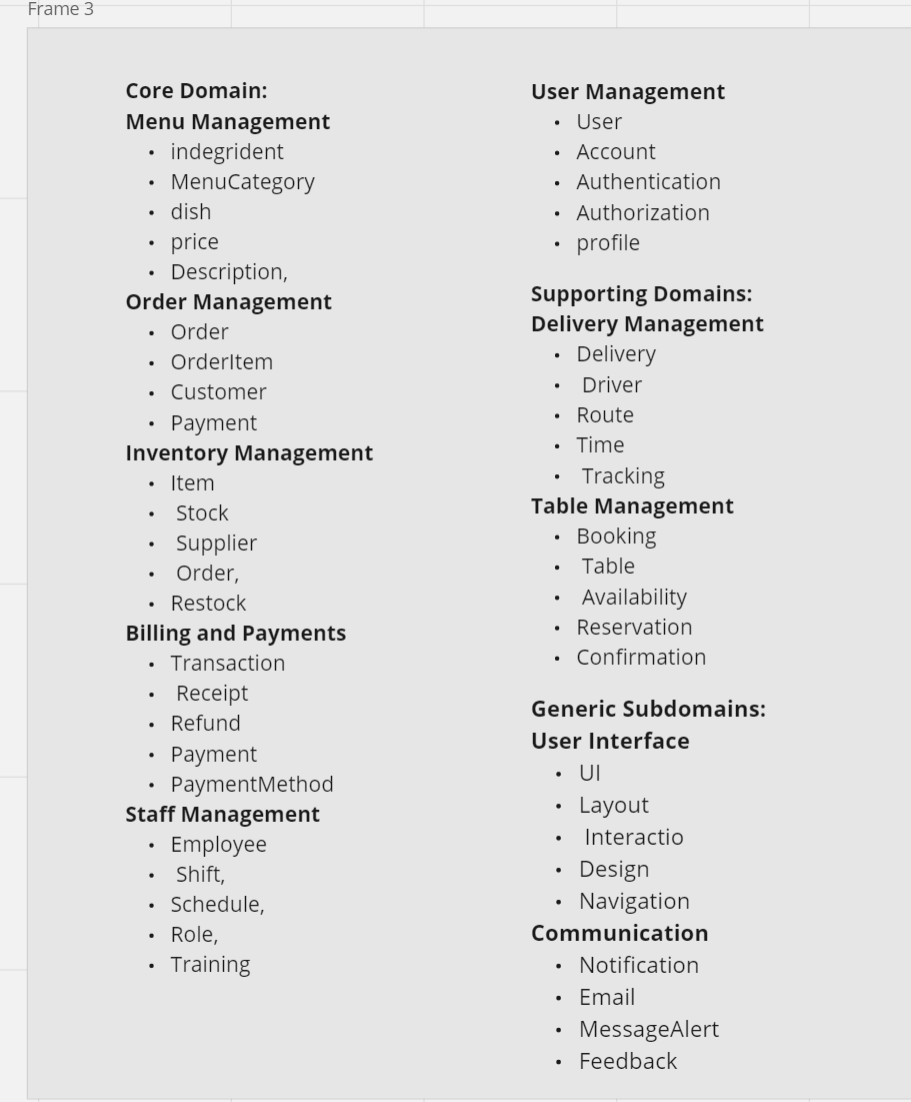 Frame 3
Core Domain:
Menu Management
• indegrident
• MenuCategory
• dish
• price
• Description,
Order Management
• Order
• OrderItem
• Customer
• Payment
Inventory Management
• Item
• Stock
• Supplier
• Order,
• Restock
Billing and Payments
• Transaction
• Receipt
• Refund
• Payment
• PaymentMethod
Staff Management
• Employee
• Shift,
• Schedule,
• Role,
• Training
User Management
• User
• Account
• Authentication
• Authorization
• profile
Supporting Domains:
Delivery Management
• Delivery
• Driver
• Route
• Time
• Tracking
Table Management
• Booking
• Table
• Availability
• Reservation
• Confirmation
Generic Subdomains:
User Interface
• UI
• Layout
• Interactio
• Design
• Navigation
Communication
• Notification
• Email
• MessageAlert
• Feedback